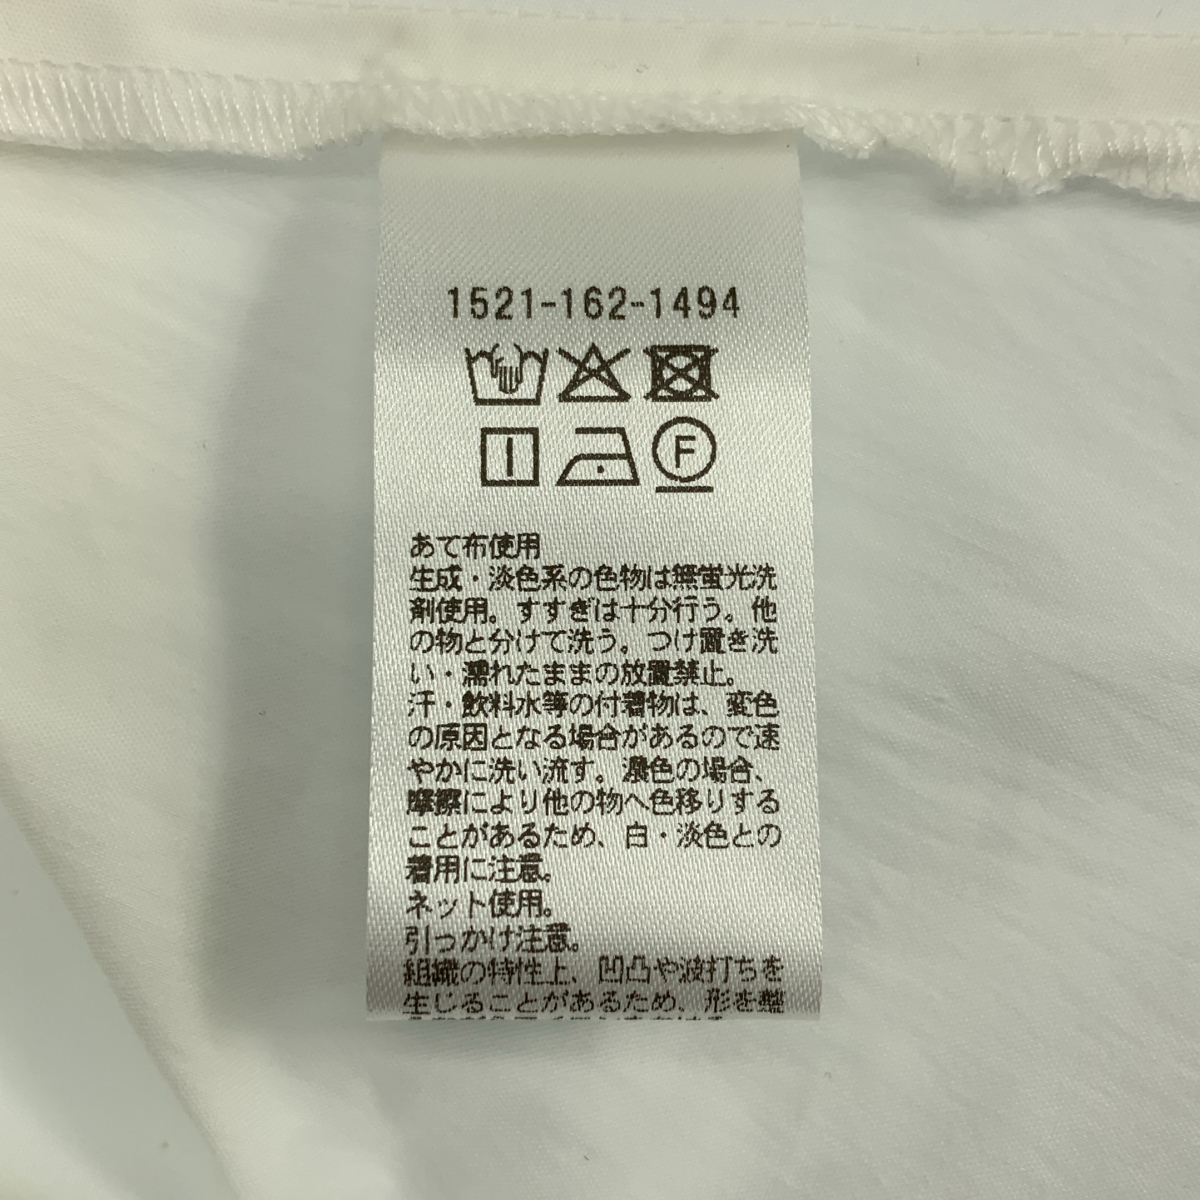 1521-162-1494
F
あて布使用
生成・淡色系の色物は無蛍光洗
剤使用。すすぎは十分行う。他
の物と分けて洗う。つけ置き洗
い・濡れたままの放置禁止。
汗・飲料水等の付着物は、変色
の原因となる場合があるので速
やかに洗い流す。濃色の場合、
摩擦により他の物へ色移りする
ことがあるため、白・淡色との
着用に注意。
ネット使用。
引っかけ注意。
組織の特性上、凹凸や波打ちを
生じることがあるため、形を整